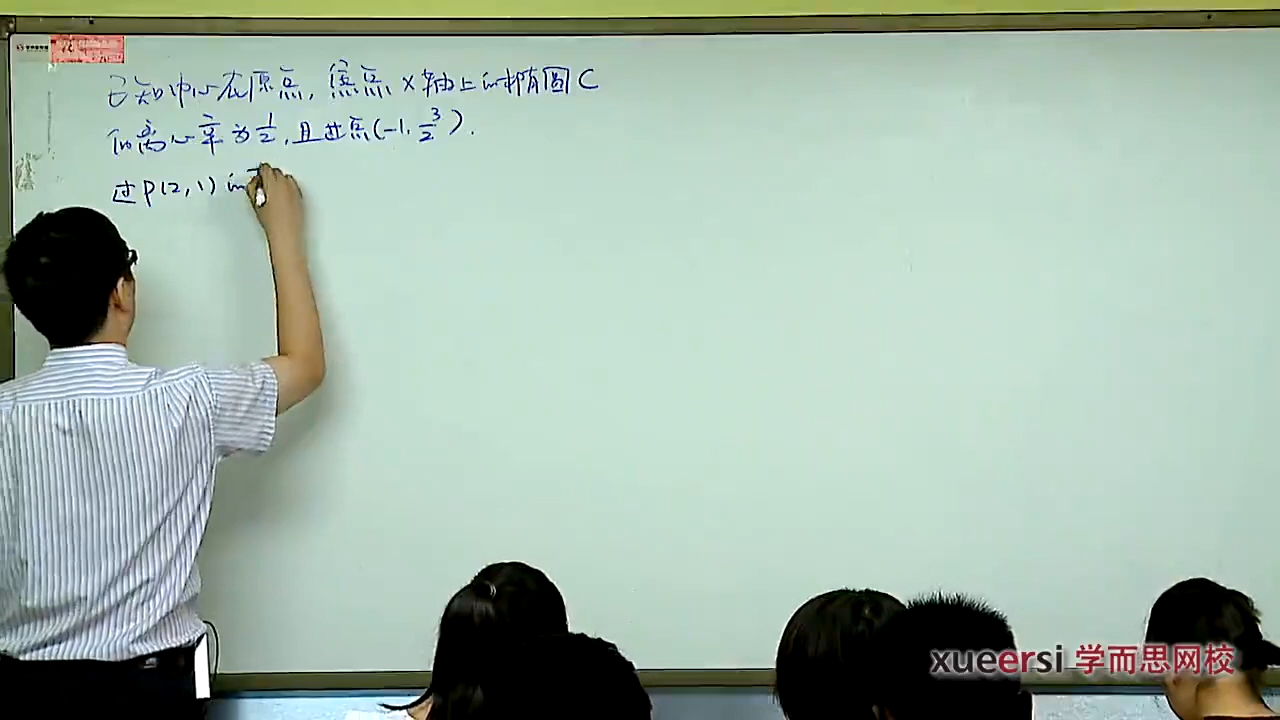 已知中心在原点, 焦点x轴上的椭圆C
的离心率为1/2, 且过点(-1, 3/2).
过P(2,1)的
xueersi 学而思网校